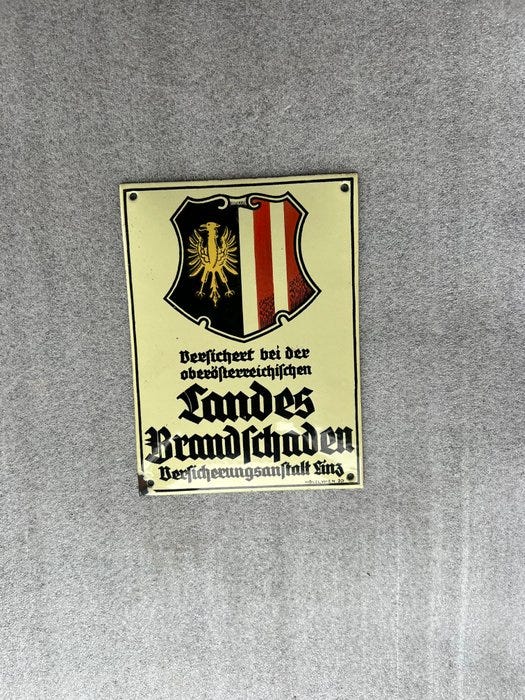 Versichert bei der
oberösterreichischen
Landes
Brandschaden
Versicherungsanstalt Linz